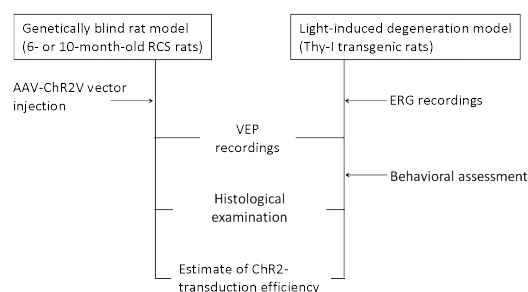 Genetically blind rat model
(6- or 10-month-old RCS rats)
Light-induced degeneration model
(Thy-I transgenic rats)
AAV-ChR2V vector
injection
ERG recordings
VEP
recordings
Behavioral assessment
Histological
examination
Estimate of ChR2-
transduction efficiency